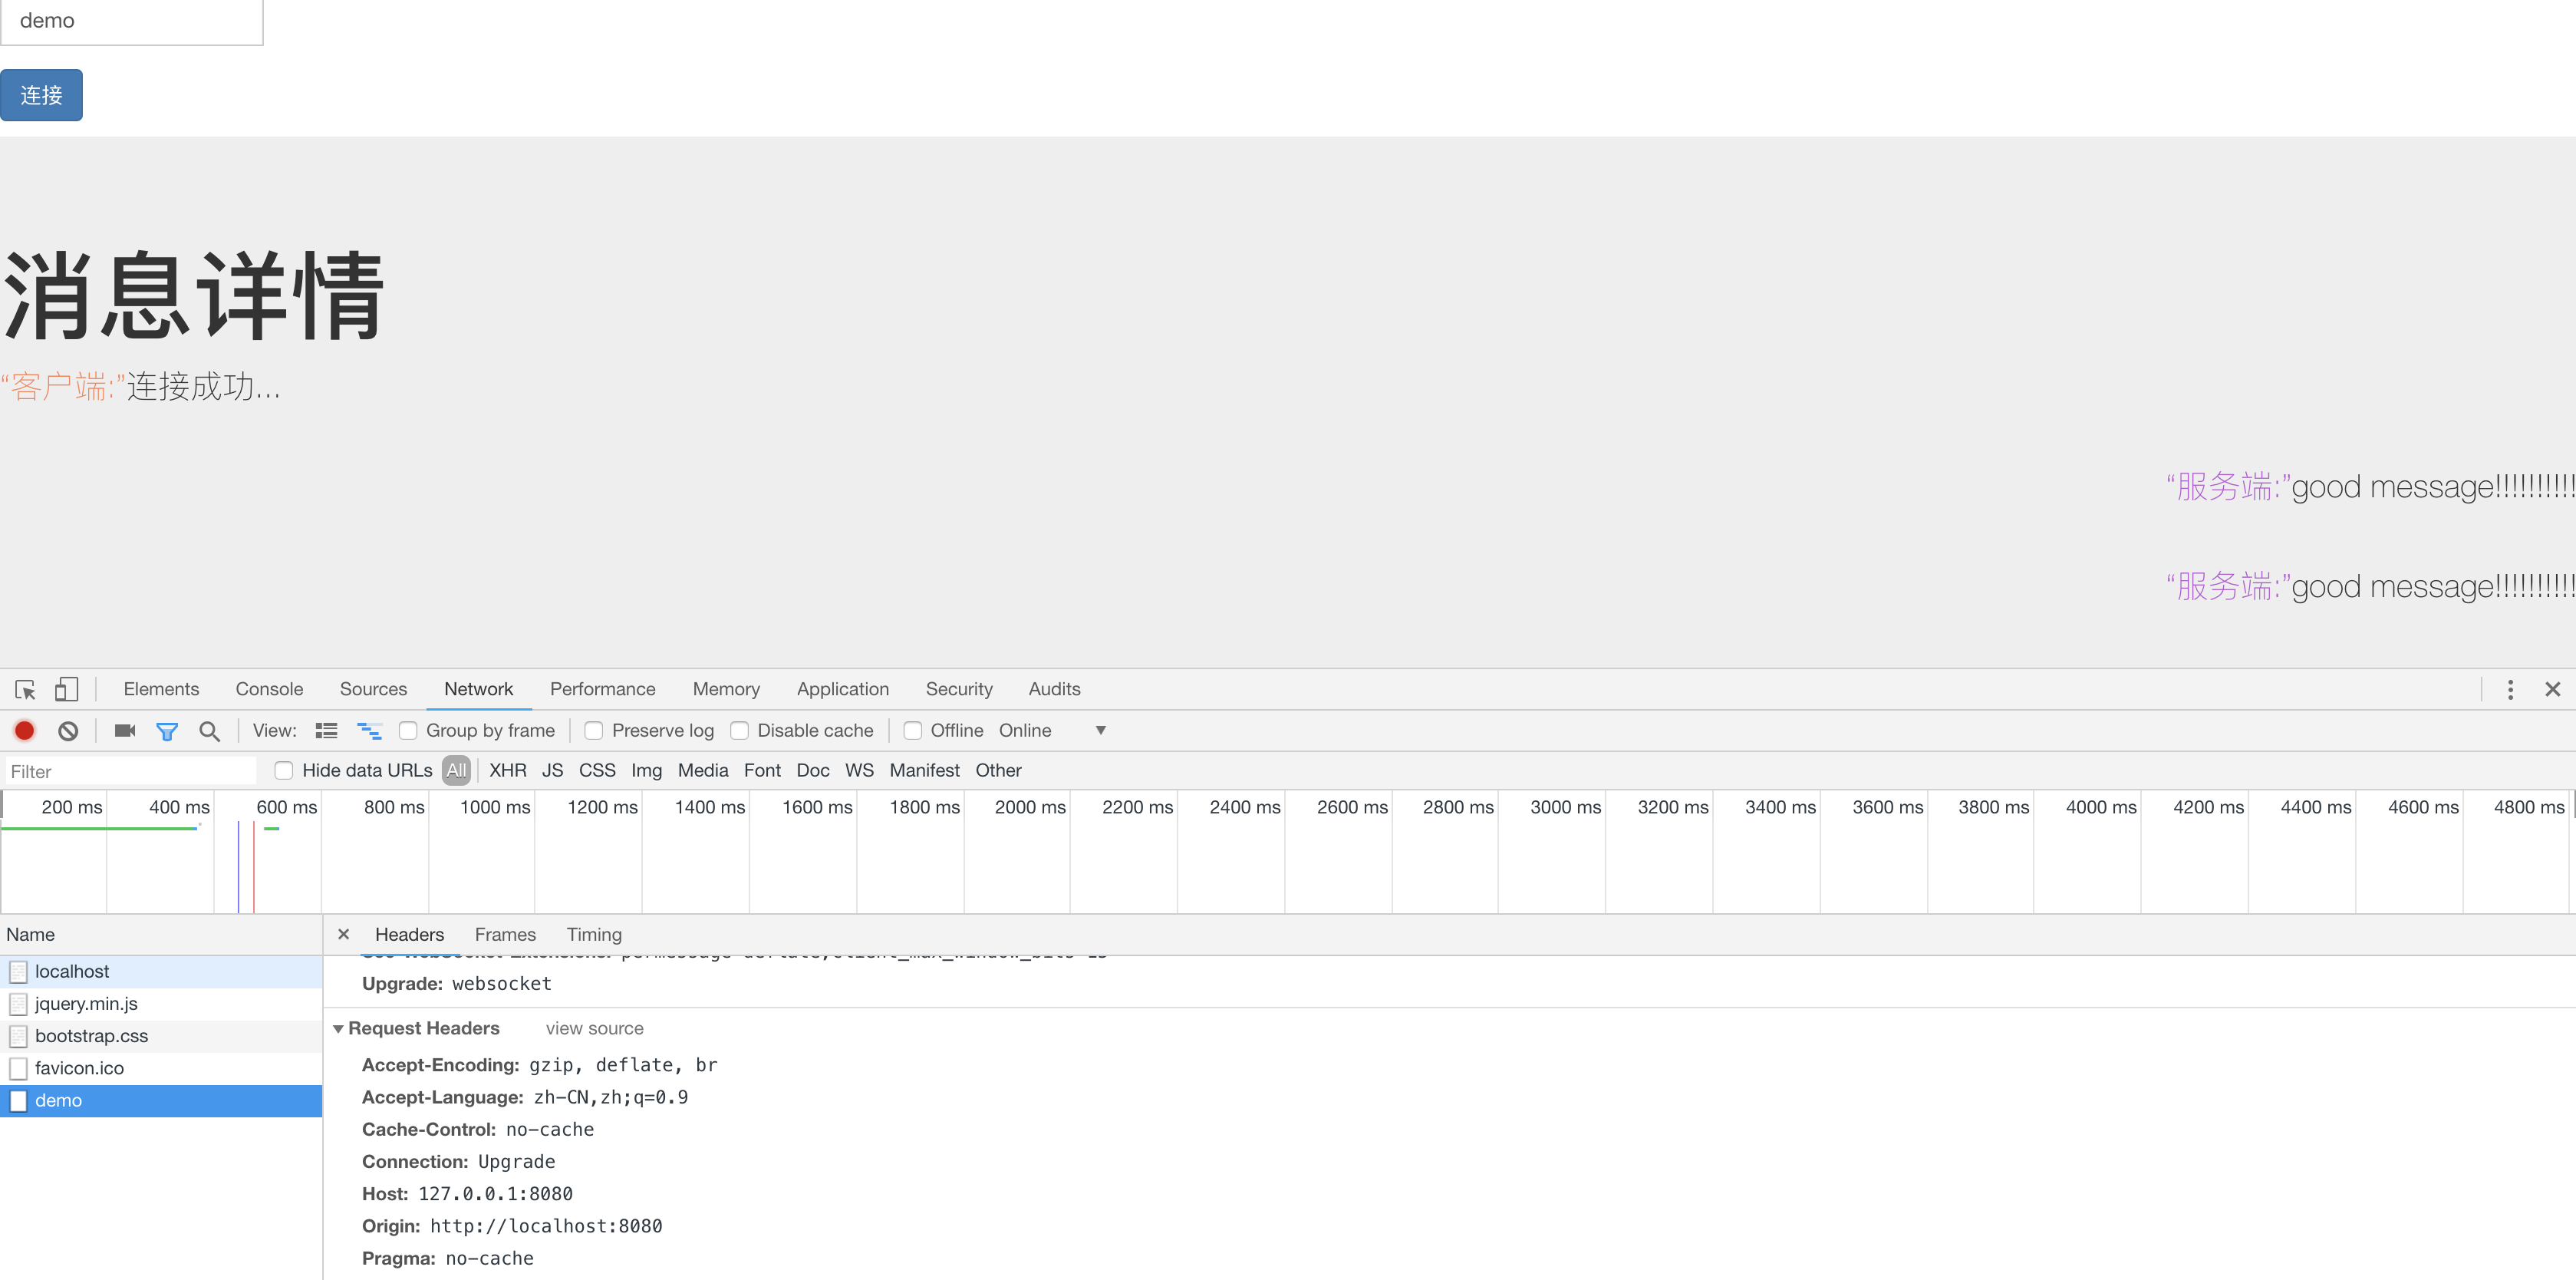 demo
连接
消息详情
“客户端:”连接成功...
“服务端:”good message!!!!!!!!!!
“服务端:”good message!!!!!!!!!!
Elements Console Sources Network Performance Memory Application Security Audits
View: Group by frame Preserve log Disable cache Offline Online
Filter Hide data URLs All XHR JS CSS Img Media Font Doc WS Manifest Other
200 ms 400 ms 600 ms 800 ms 1000 ms 1200 ms 1400 ms 1600 ms 1800 ms 2000 ms 2200 ms 2400 ms 2600 ms 2800 ms 3000 ms 3200 ms 3400 ms 3600 ms 3800 ms 4000 ms 4200 ms 4400 ms 4600 ms 4800 ms
Name
localhost
jquery.min.js
bootstrap.css
favicon.ico
demo
Headers Frames Timing
Upgrade: websocket
Request Headers view source
Accept-Encoding: gzip, deflate, br
Accept-Language: zh-CN,zh;q=0.9
Cache-Control: no-cache
Connection: Upgrade
Host: 127.0.0.1:8080
Origin: http://localhost:8080
Pragma: no-cache